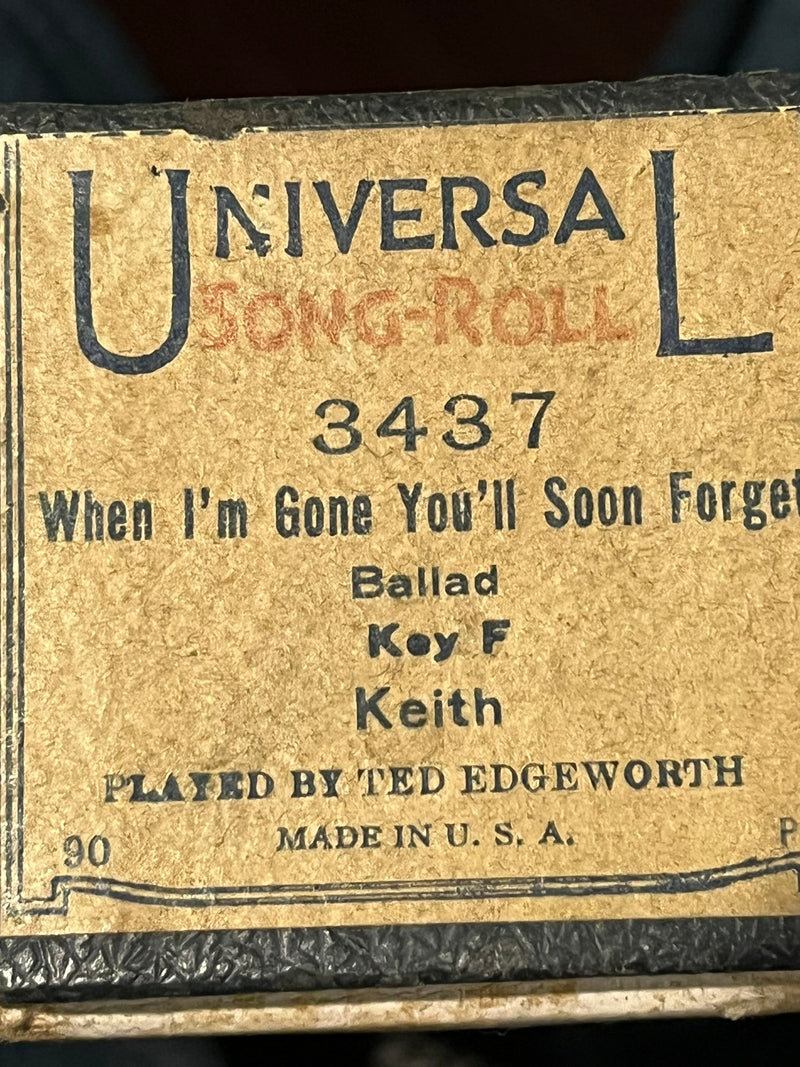 UNIVERSAL
SONG-ROLL
3437
When I'm Gone You'll Soon Forget
Ballad
Key F
Keith
PLAYED BY TED EDGEWORTH
90 MADE IN U. S. A. P